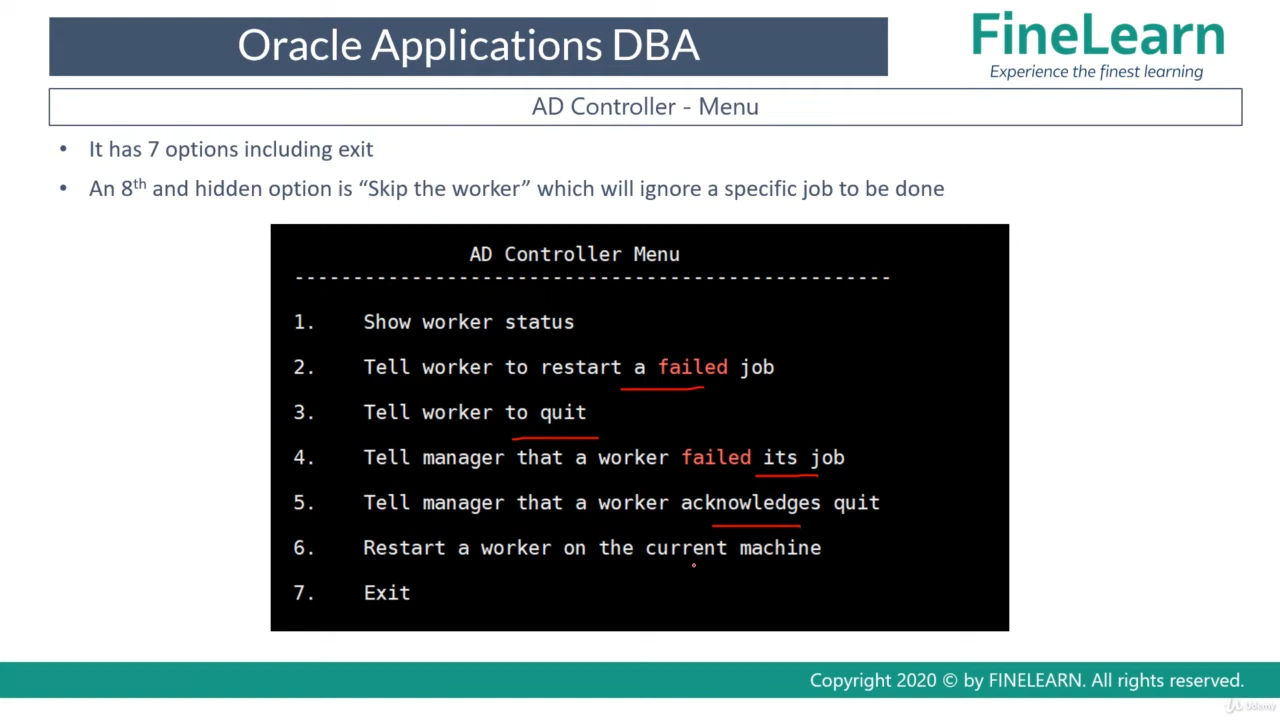 Oracle Applications DBA
FineLearn
Experience the finest learning
AD Controller - Menu
• It has 7 options including exit
• An 8th and hidden option is “Skip the worker” which will ignore a specific job to be done
AD Controller Menu
---------------------------------------------------
1. Show worker status
2. Tell worker to restart a failed job
3. Tell worker to quit
4. Tell manager that a worker failed its job
5. Tell manager that a worker acknowledges quit
6. Restart a worker on the current machine
7. Exit
Copyright 2020 © by FINELEARN. All rights reserved.
Udemy